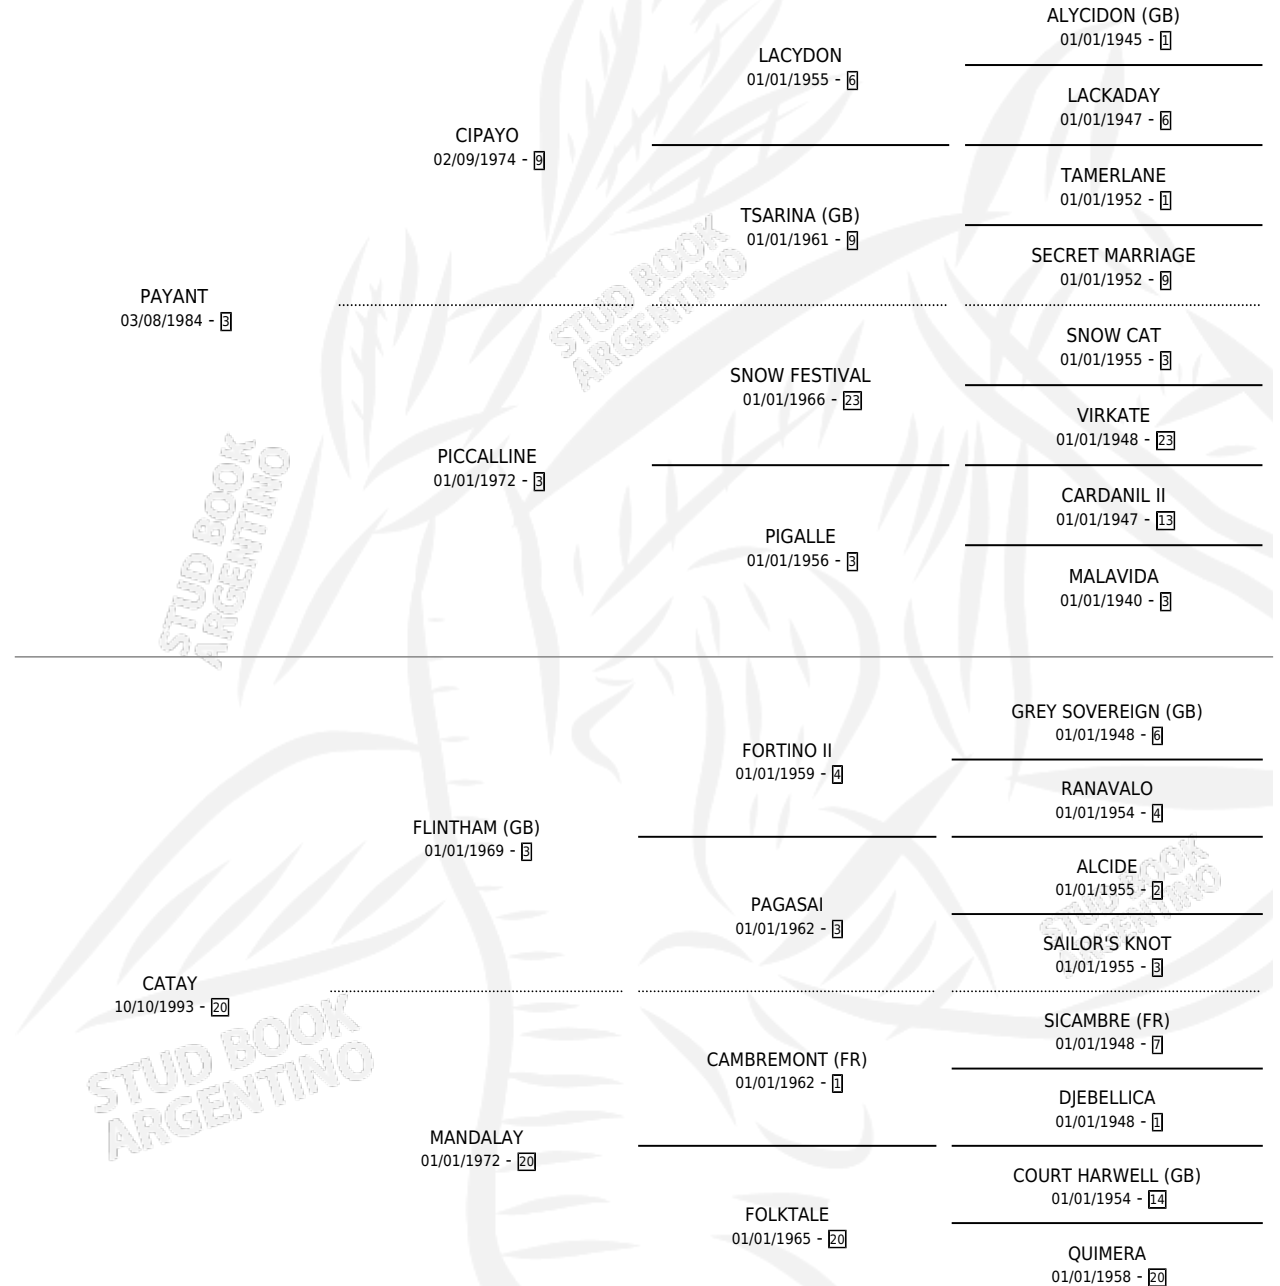 ALYCIDON (GB)
01/01/1945 - 1
LACYDON
01/01/1955 - 6
LACKADAY
01/01/1947 - 6
CIPAYO
02/09/1974 - 9
TAMERLANE
01/01/1952 - 1
TSARINA (GB)
01/01/1961 - 9
SECRET MARRIAGE
01/01/1952 - 9
PAYANT
03/08/1984 - 3
SNOW CAT
01/01/1955 - 3
SNOW FESTIVAL
01/01/1966 - 23
VIRKATE
01/01/1948 - 23
PICCALLINE
01/01/1972 - 3
CARDANIL II
01/01/1947 - 13
PIGALLE
01/01/1956 - 3
MALAVIDA
01/01/1940 - 3
GREY SOVEREIGN (GB)
01/01/1948 - 6
FORTINO II
01/01/1959 - 4
RANAVALO
01/01/1954 - 4
FLINTHAM (GB)
01/01/1969 - 3
ALCIDE
01/01/1955 - 2
PAGASAI
01/01/1962 - 3
SAILOR'S KNOT
01/01/1955 - 3
CATAY
10/10/1993 - 20
SICAMBRE (FR)
01/01/1948 - 7
CAMBREMONT (FR)
01/01/1962 - 1
DJEBELLICA
01/01/1948 - 1
MANDALAY
01/01/1972 - 20
COURT HARWELL (GB)
01/01/1954 - 14
FOLKTALE
01/01/1965 - 20
QUIMERA
01/01/1958 - 20
STUD BOOK
ARGENTINO
STUD BOOK
ARGENTINO
STUD BOOK
ARGENTINO
STUD BOOK
ARGENTINO